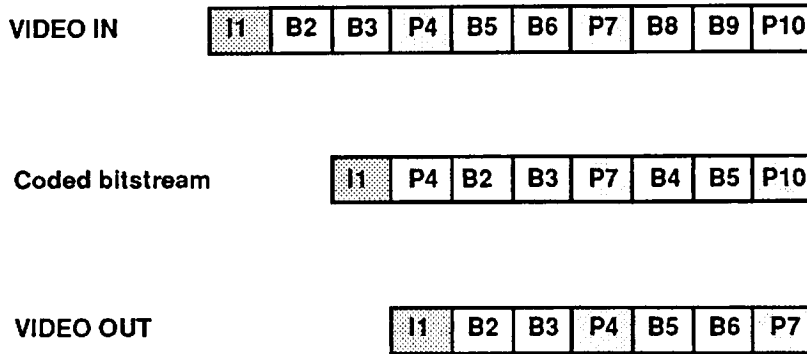 VIDEO IN I1 B2 B3 P4 B5 B6 P7 B8 B9 P10
Coded bitstream I1 P4 B2 B3 P7 B4 B5 P10
VIDEO OUT I1 B2 B3 P4 B5 B6 P7